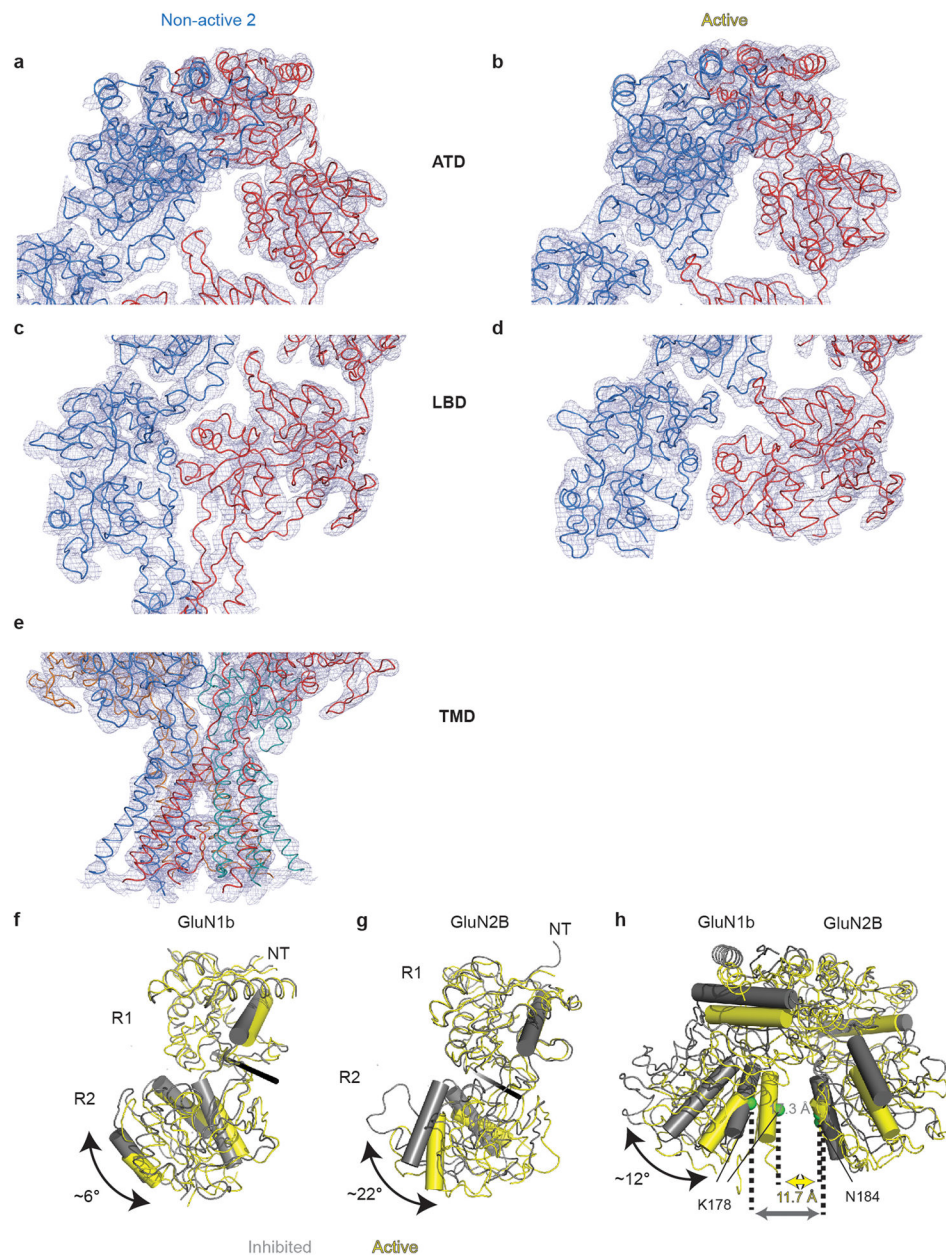 Non-active 2
Active
a
b
ATD
c
d
LBD
e
TMD
f
GluN1b
NT
R1
R2
~6°
g
GluN2B
NT
R1
R2
~22°
h
GluN1b
GluN2B
~12°
K178
11.7 Å
N184
Inhibited
Active